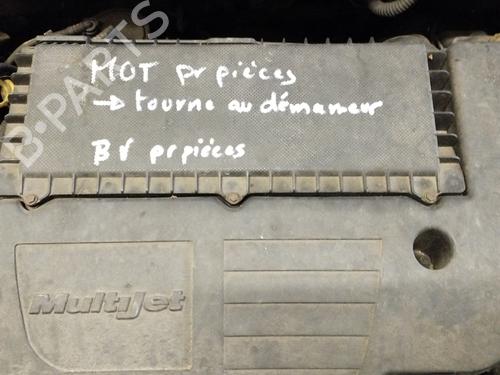 MOT pr pièces
→ tourne au démarreur
BV pr pièces
MultiJet
B-PARTS